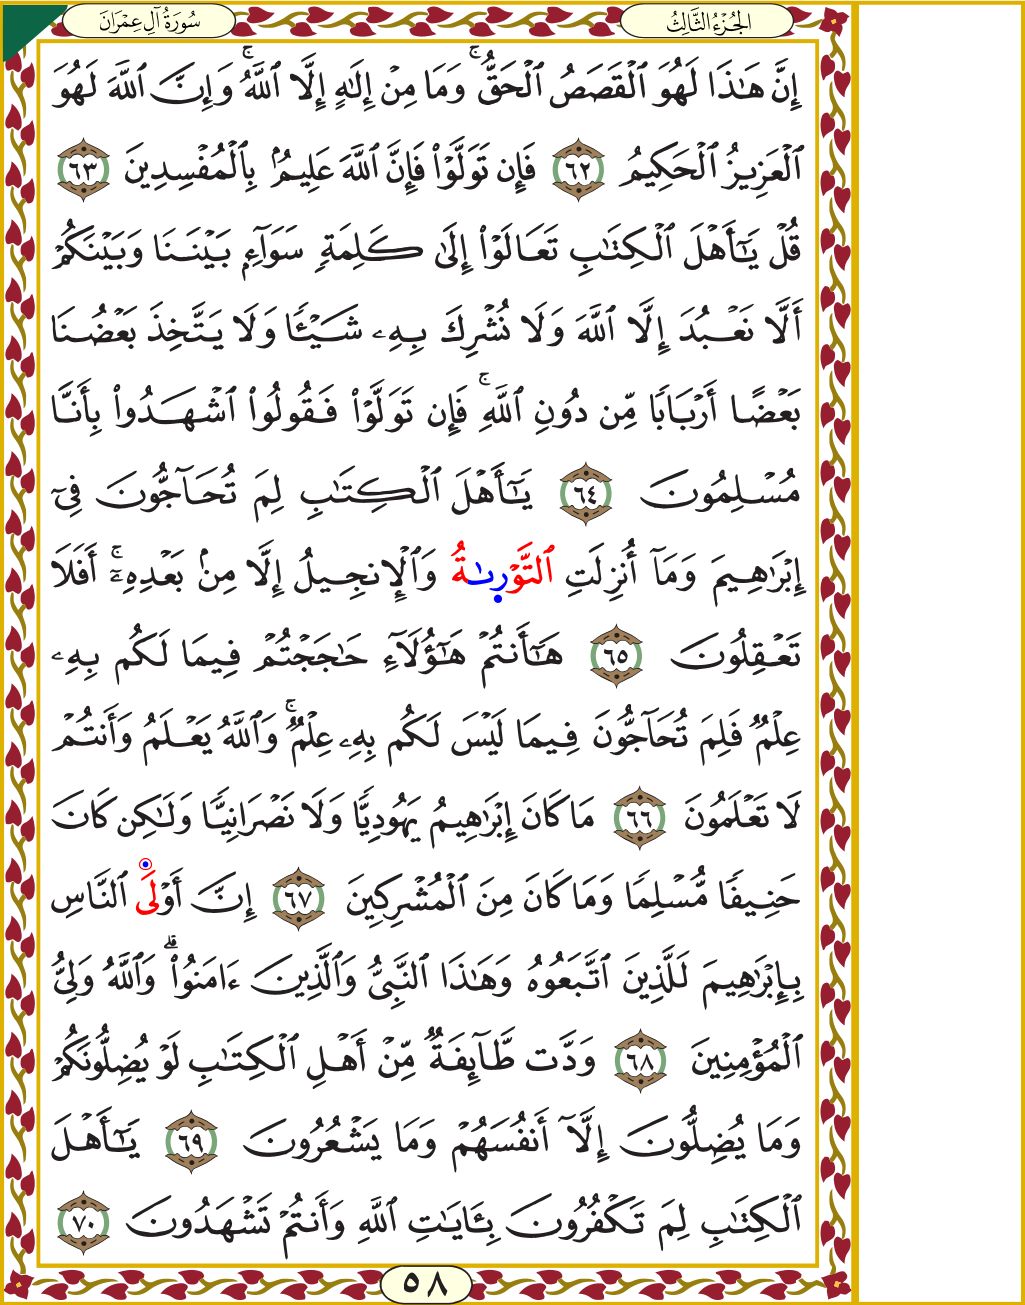 الجُزْءُ الثَّالِثُ
سُورَةُ آلِ عِمْرَان
إِنَّ هَٰذَا لَهُوَ ٱلْقَصَصُ ٱلْحَقُّ ۚ وَمَا مِنْ إِلَٰهٍ إِلَّا ٱللَّهُ ۚ وَإِنَّ ٱللَّهَ لَهُوَ
ٱلْعَزِيزُ ٱلْحَكِيمُ ٦٢ فَإِن تَوَلَّوْا۟ فَإِنَّ ٱللَّهَ عَلِيمٌۢ بِٱلْمُفْسِدِينَ ٦٣
قُلْ يَٰٓأَهْلَ ٱلْكِتَٰبِ تَعَالَوْا۟ إِلَىٰ كَلِمَةٍ سَوَآءٍۭ بَيْنَنَا وَبَيْنَكُمْ
أَلَّا نَعْبُدَ إِلَّا ٱللَّهَ وَلَا نُشْرِكَ بِهِۦ شَيْـًٔا وَلَا يَتَّخِذَ بَعْضُنَا
بَعْضًا أَرْبَابًا مِّن دُونِ ٱللَّهِ ۚ فَإِن تَوَلَّوْا۟ فَقُولُوا۟ ٱشْهَدُوا۟ بِأَنَّا
مُسْلِمُونَ ٦٤ يَٰٓأَهْلَ ٱلْكِتَٰبِ لِمَ تُحَآجُّونَ فِىٓ
إِبْرَٰهِيمَ وَمَآ أُنزِلَتِ ٱلتَّوْرىٰةُ وَٱلْإِنجِيلُ إِلَّا مِنۢ بَعْدِهِۦٓ ۚ أَفَلَا
تَعْقِلُونَ ٦٥ هَٰٓأَنتُمْ هَٰٓؤُلَآءِ حَٰجَجْتُمْ فِيمَا لَكُم بِهِۦ
عِلْمٌ فَلِمَ تُحَآجُّونَ فِيمَا لَيْسَ لَكُم بِهِۦ عِلْمٌ ۚ وَٱللَّهُ يَعْلَمُ وَأَنتُمْ
لَا تَعْلَمُونَ ٦٦ مَا كَانَ إِبْرَٰهِيمُ يَهُودِيًّا وَلَا نَصْرَانِيًّا وَلَٰكِن كَانَ
حَنِيفًا مُّسْلِمًا وَمَا كَانَ مِنَ ٱلْمُشْرِكِينَ ٦٧ إِنَّ أَوْلَى ٱلنَّاسِ
بِإِبْرَٰهِيمَ لَلَّذِينَ ٱتَّبَعُوهُ وَهَٰذَا ٱلنَّبِىُّ وَٱلَّذِينَ ءَامَنُوا۟ ۗ وَٱللَّهُ وَلِىُّ
ٱلْمُؤْمِنِينَ ٦٨ وَدَّت طَّآئِفَةٌ مِّنْ أَهْلِ ٱلْكِتَٰبِ لَوْ يُضِلُّونَكُمْ
وَمَا يُضِلُّونَ إِلَّآ أَنفُسَهُمْ وَمَا يَشْعُرُونَ ٦٩ يَٰٓأَهْلَ
ٱلْكِتَٰبِ لِمَ تَكْفُرُونَ بِـَٔايَٰتِ ٱللَّهِ وَأَنتُمْ تَشْهَدُونَ ٧٠
٥٨